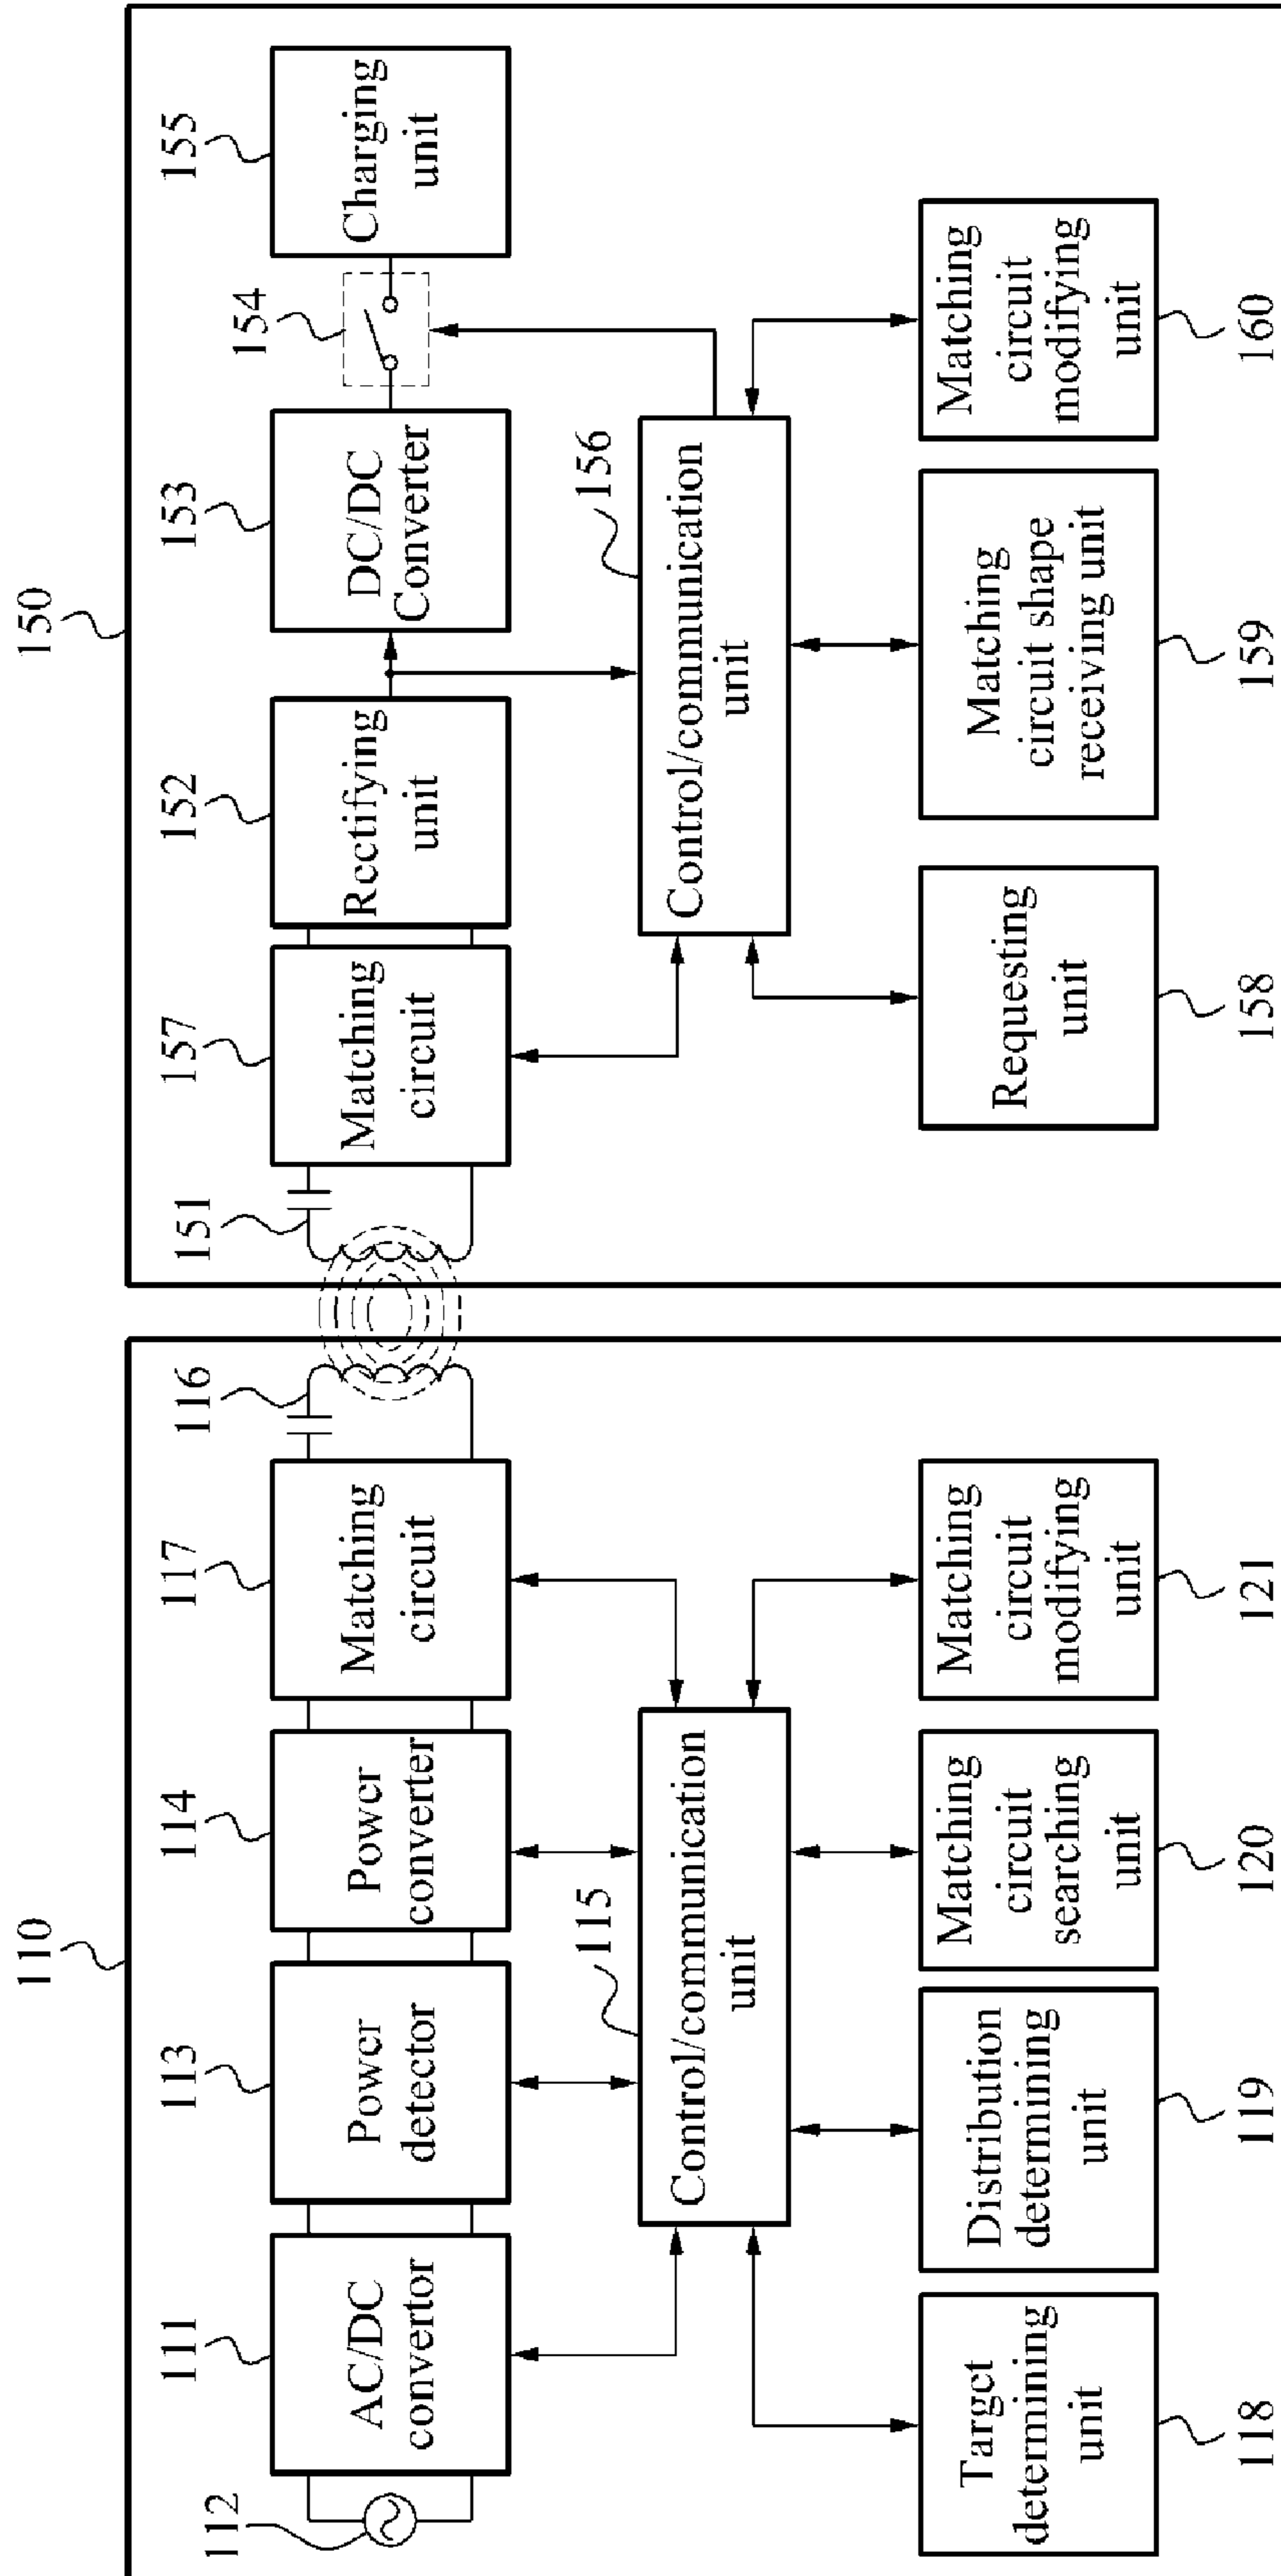 110
150
112
111
113
114
117
116
151
157
152
153
154
155
AC/DC
convertor
Power
detector
Power
converter
Matching
circuit
Matching
circuit
Rectifying
unit
DC/DC
Converter
Charging
unit
115
Control/communication
unit
156
Control/communication
unit
Target
determining
unit
Distribution
determining
unit
Matching
circuit
searching
unit
Matching
circuit
modifying
unit
Requesting
unit
Matching
circuit shape
receiving unit
Matching
circuit
modifying
unit
118
119
120
121
158
159
160